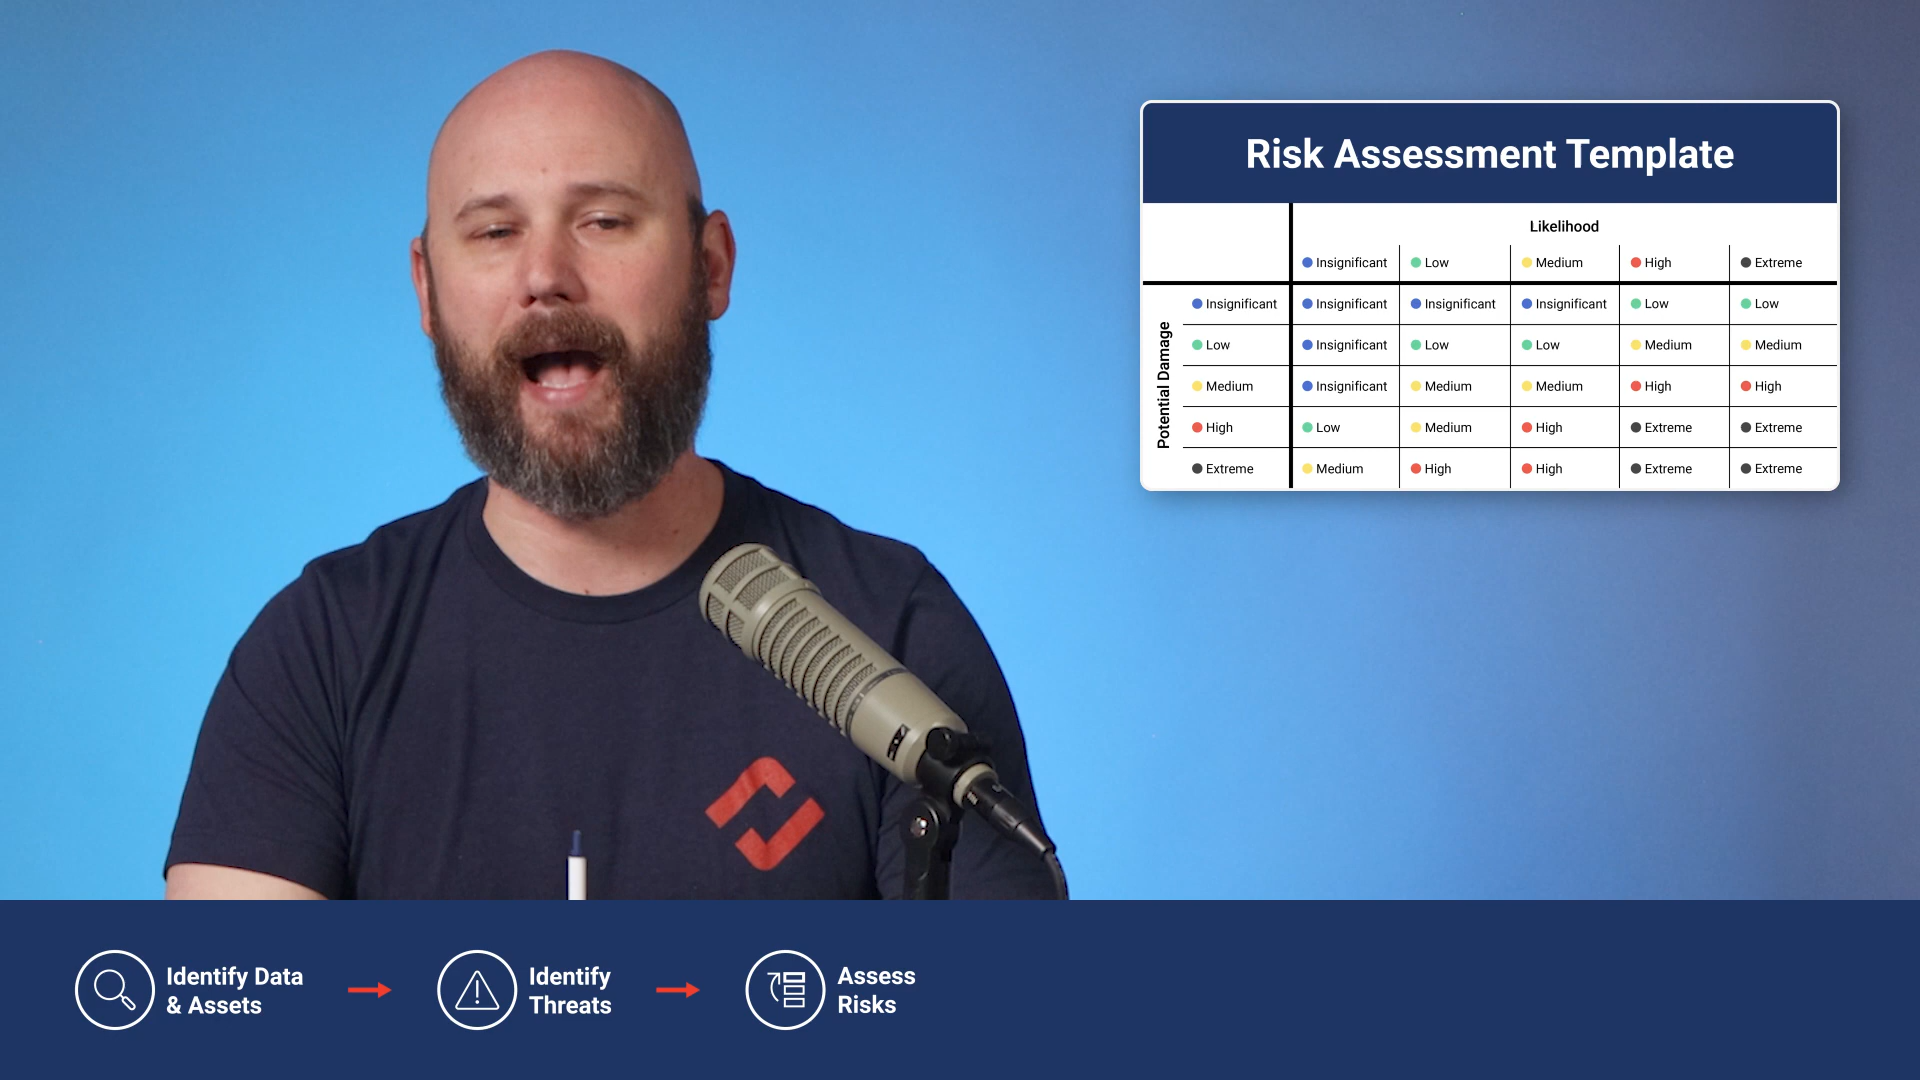 Risk Assessment Template
Likelihood
Insignificant Low Medium High Extreme
Potential Damage
Insignificant Insignificant Insignificant Insignificant Low Low
Low Insignificant Low Low Medium Medium
Medium Insignificant Medium Medium High High
High Low Medium High Extreme Extreme
Extreme Medium High High Extreme Extreme
Identify Data
& Assets
Identify
Threats
Assess
Risks